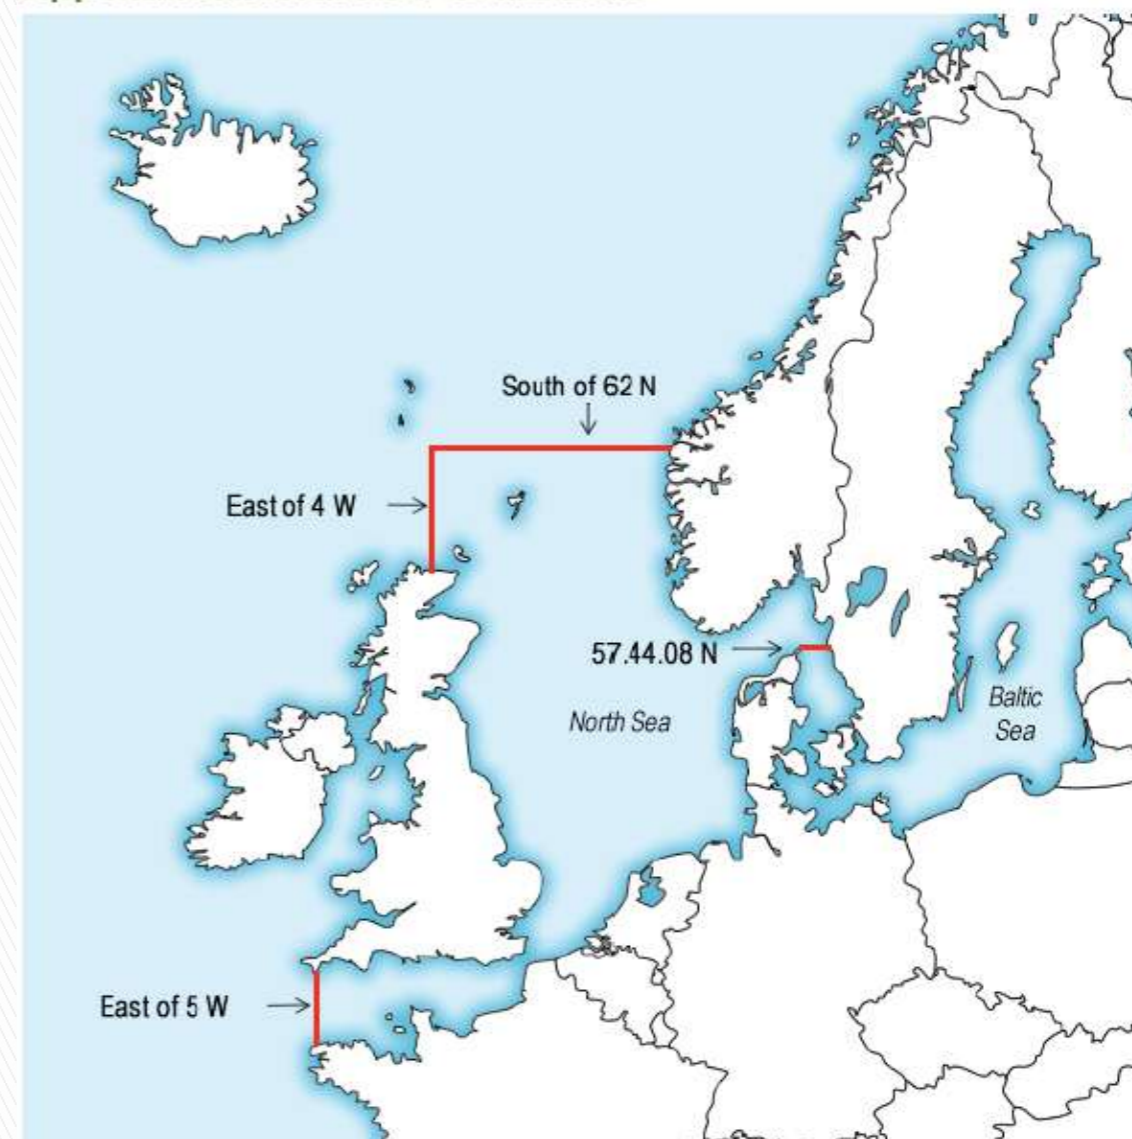 South of 62 N
East of 4 W
57.44.08 N
North Sea
Baltic
Sea
East of 5 W